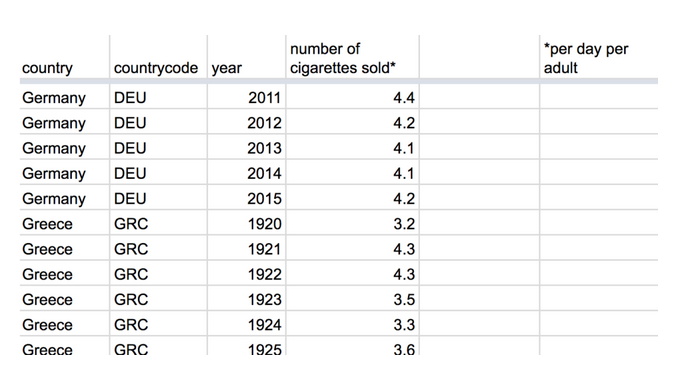 number of *per day per
country countrycode year cigarettes sold* adult
Germany DEU 2011 4.4
Germany DEU 2012 4.2
Germany DEU 2013 4.1
Germany DEU 2014 4.1
Germany DEU 2015 4.2
Greece GRC 1920 3.2
Greece GRC 1921 4.3
Greece GRC 1922 4.3
Greece GRC 1923 3.5
Greece GRC 1924 3.3
Greece GRC 1925 3.6